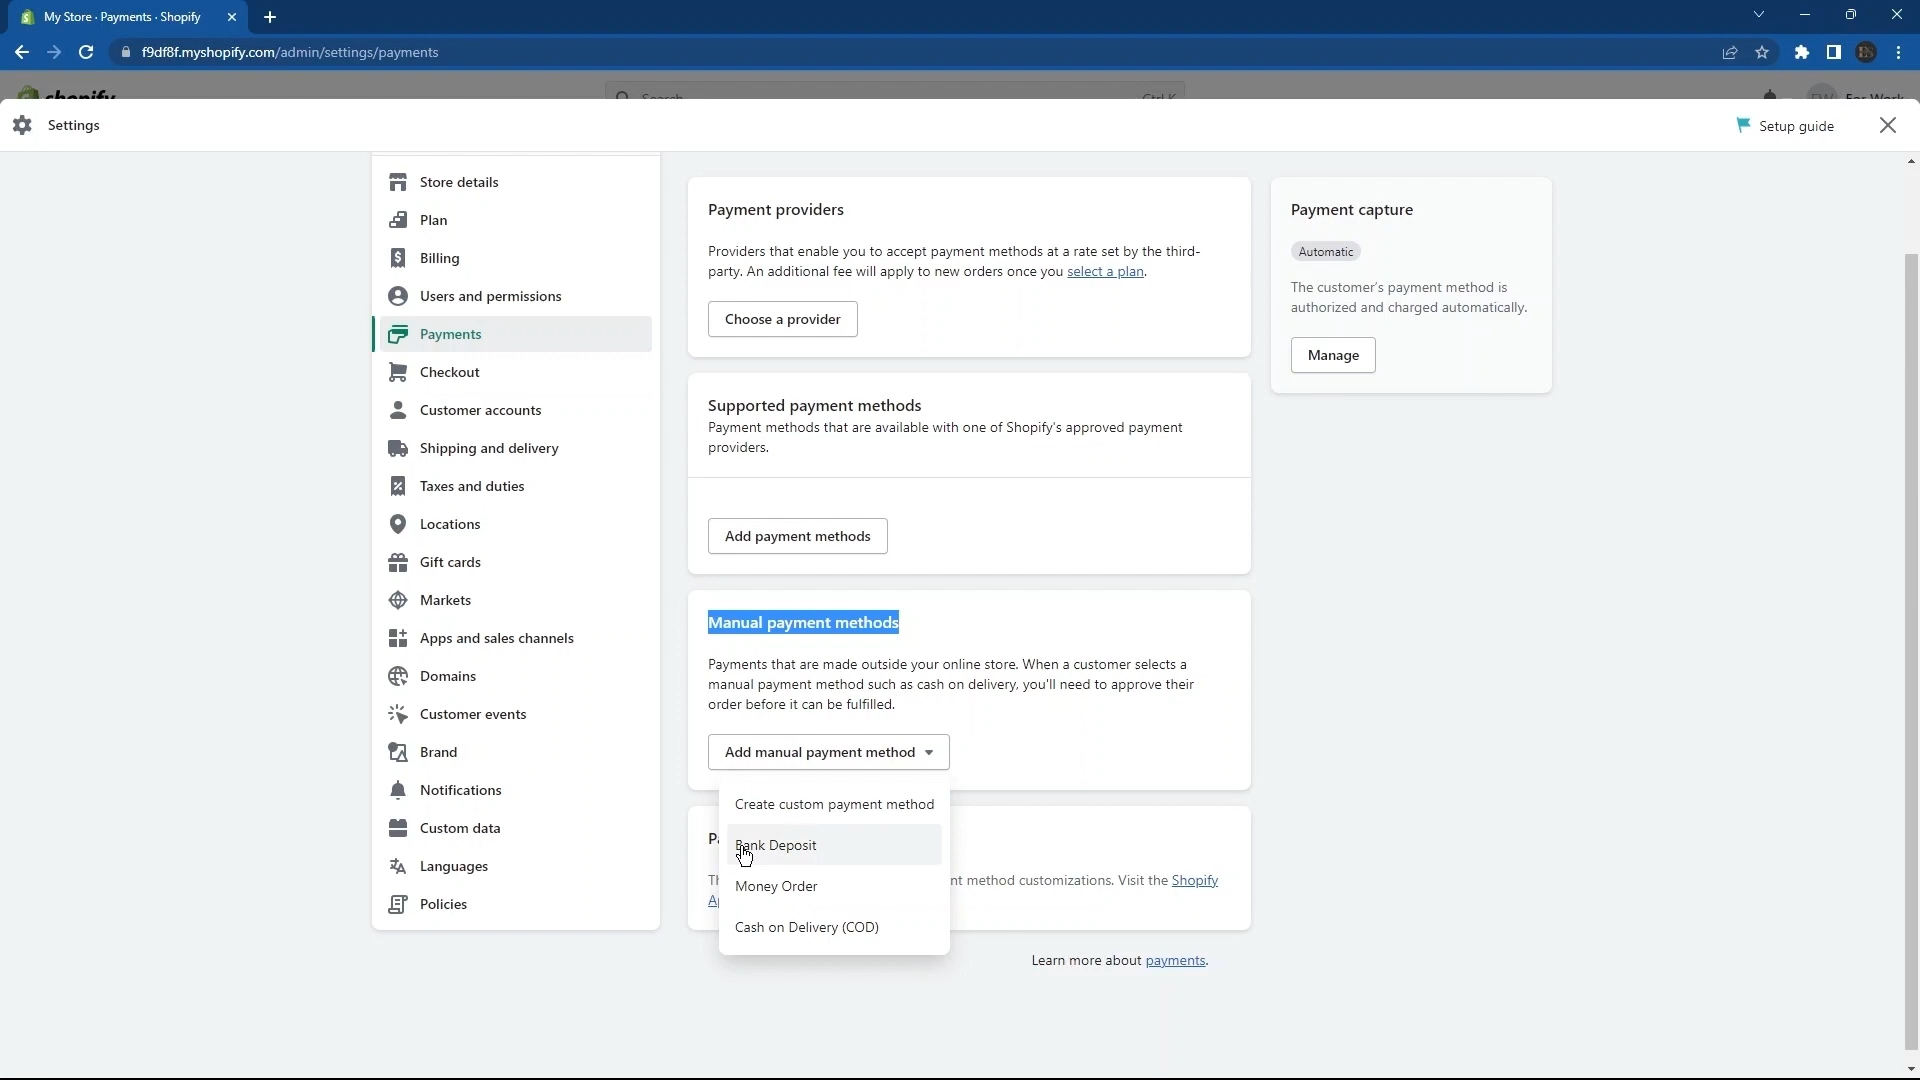 My Store · Payments · Shopify
f9df8f.myshopify.com/admin/settings/payments
shopify
Search
Ctrl K
For Work
Settings
Setup guide
Store details
Plan
Billing
Users and permissions
Payments
Checkout
Customer accounts
Shipping and delivery
Taxes and duties
Locations
Gift cards
Markets
Apps and sales channels
Domains
Customer events
Brand
Notifications
Custom data
Languages
Policies
Payment providers
Providers that enable you to accept payment methods at a rate set by the third-
party. An additional fee will apply to new orders once you select a plan.
Choose a provider
Supported payment methods
Payment methods that are available with one of Shopify's approved payment
providers.
Add payment methods
Manual payment methods
Payments that are made outside your online store. When a customer selects a
manual payment method such as cash on delivery, you'll need to approve their
order before it can be fulfilled.
Add manual payment method
Create custom payment method
Bank Deposit
Money Order
Cash on Delivery (COD)
method customizations. Visit the Shopify
Learn more about payments.
Payment capture
Automatic
The customer's payment method is
authorized and charged automatically.
Manage